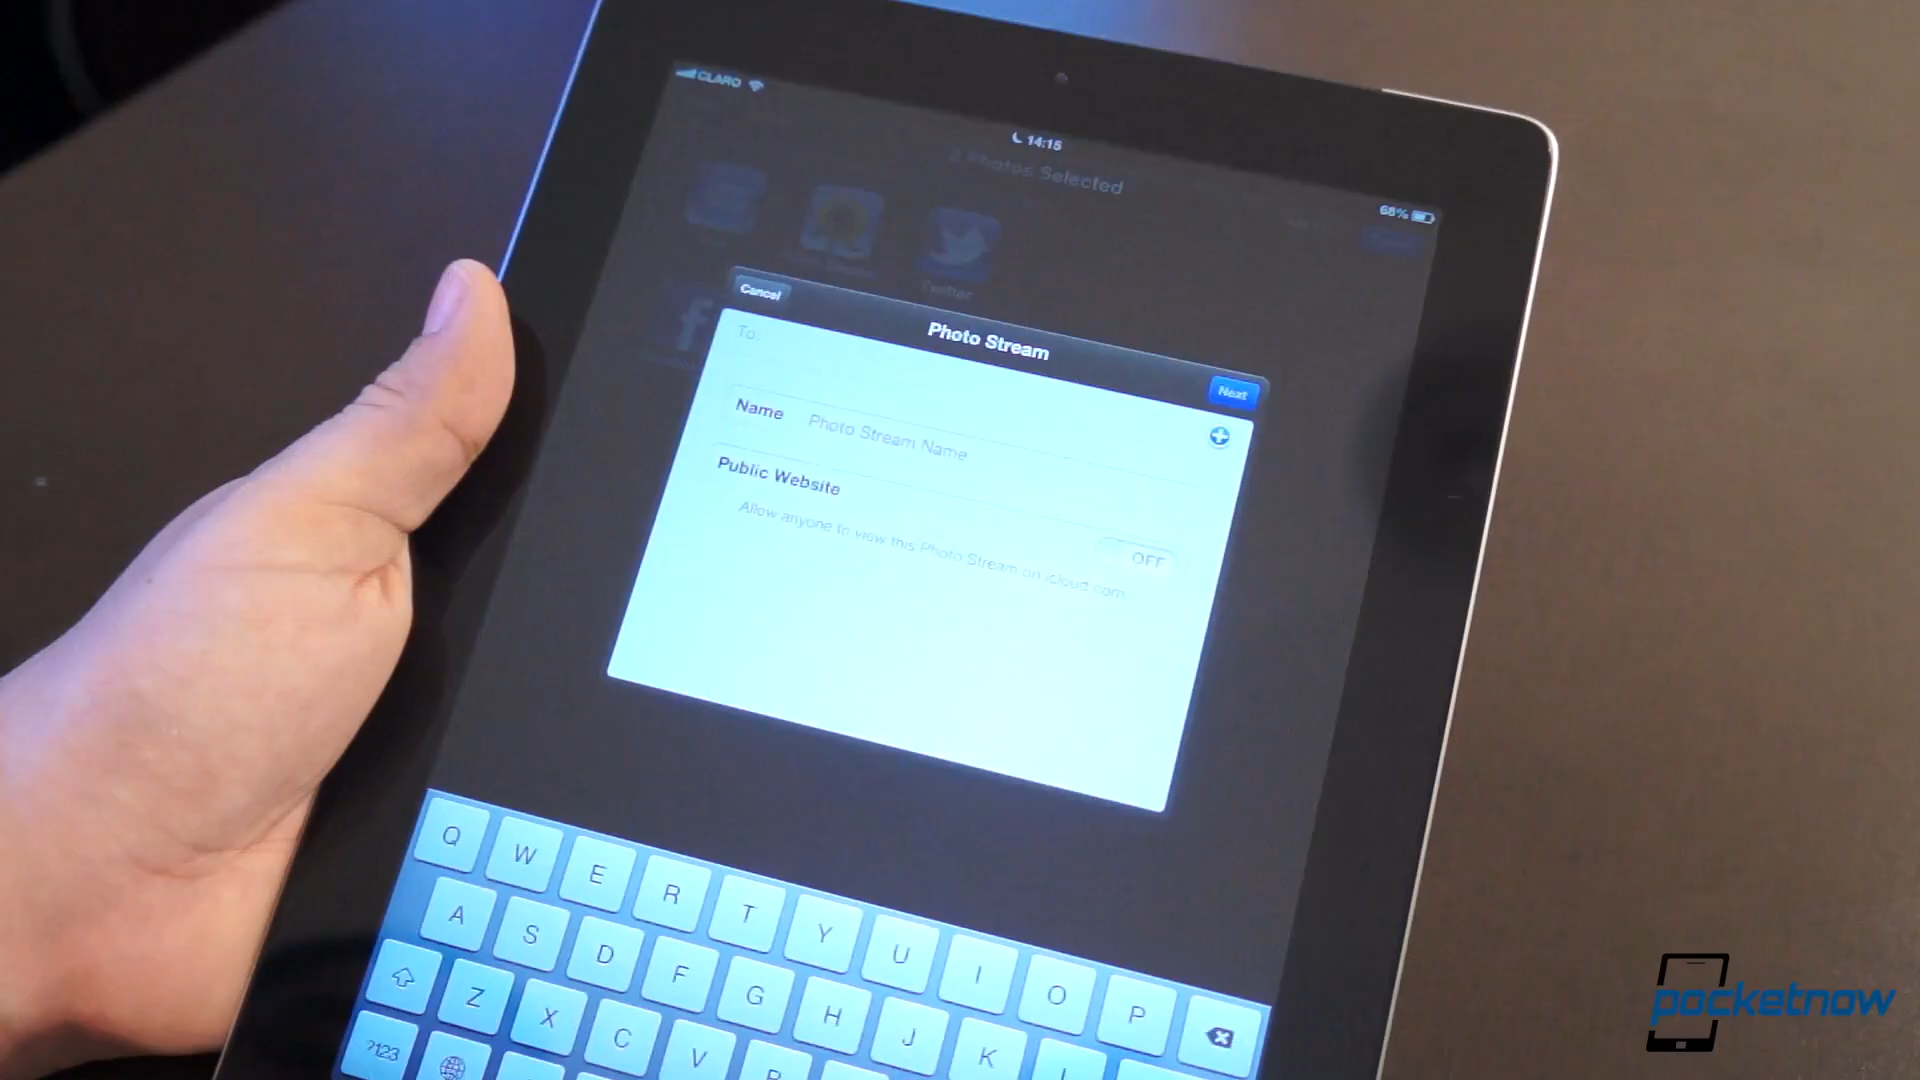 CLARO
14:15
Photos Selected
68%
Twitter
Cancel
Photo Stream
Next
To:
Name Photo Stream Name
Public Website
Allow anyone to view this Photo Stream on icloud.com.
OFF
Q W E R T Y U I O P
A S D F G H J K
Z X C V
?123
pocketnow